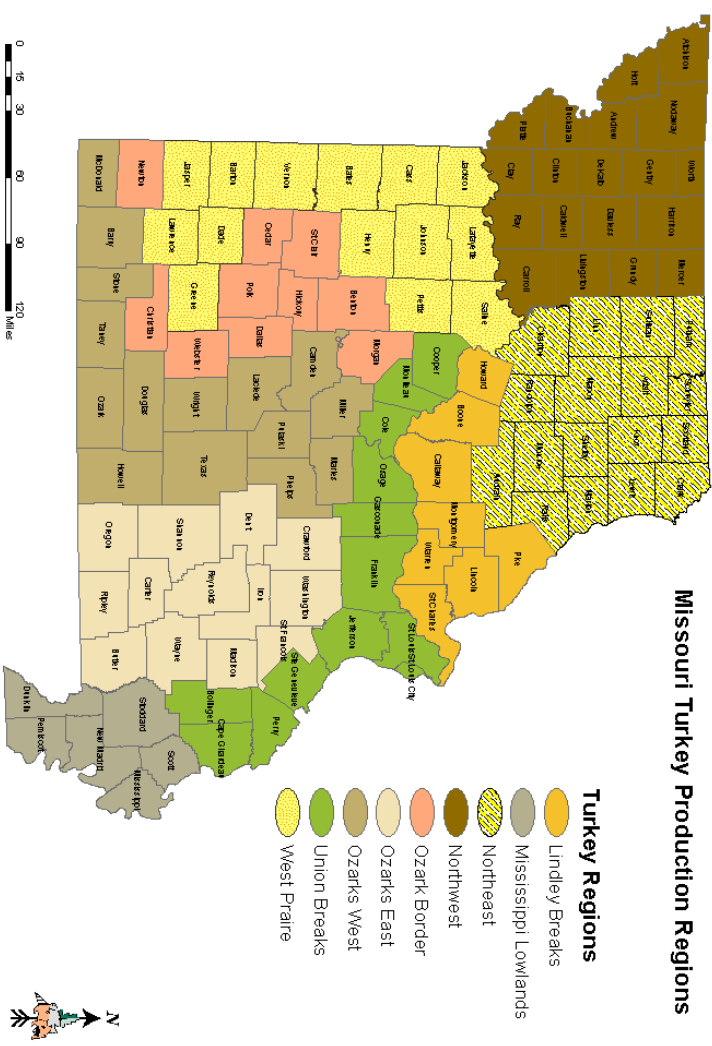 Missouri Turkey Production Regions
Turkey Regions
Lindley Breaks
Mississippi Lowlands
Northeast
Northwest
Ozark Border
Ozarks East
Ozarks West
Union Breaks
West Praire
Atchison
Nodaway
Worth
Harrison
Mercer
Putnam
Schuyler
Scotland
Clark
Holt
Gentry
Grundy
Sullivan
Adair
Knox
Lewis
Andrew
DeKalb
Daviess
Livingston
Linn
Macon
Shelby
Marion
Buchanan
Clinton
Caldwell
Platte
Clay
Ray
Carroll
Chariton
Randolph
Monroe
Ralls
Audrain
Pike
Jackson
Lafayette
Saline
Howard
Boone
Callaway
Montgomery
Lincoln
Warren
St Charles
Cass
Johnson
Pettis
Cooper
Moniteau
Cole
Osage
Gasconade
Franklin
St Louis
St Louis City
Jefferson
Bates
Henry
Benton
Morgan
Miller
Maries
Vernon
St Clair
Hickory
Camden
Pulaski
Phelps
Crawford
Washington
St Francois
Ste Genevieve
Perry
Barton
Cedar
Polk
Dallas
Laclede
Dent
Iron
Madison
Jasper
Dade
Greene
Webster
Wright
Texas
Shannon
Reynolds
Wayne
Bollinger
Cape Girardeau
Newton
Lawrence
Christian
Douglas
Carter
Butler
Stoddard
Scott
McDonald
Barry
Stone
Taney
Ozark
Howell
Oregon
Ripley
Mississippi
New Madrid
Dunklin
Pemiscot
0 15 30 60 90 120
Miles
N